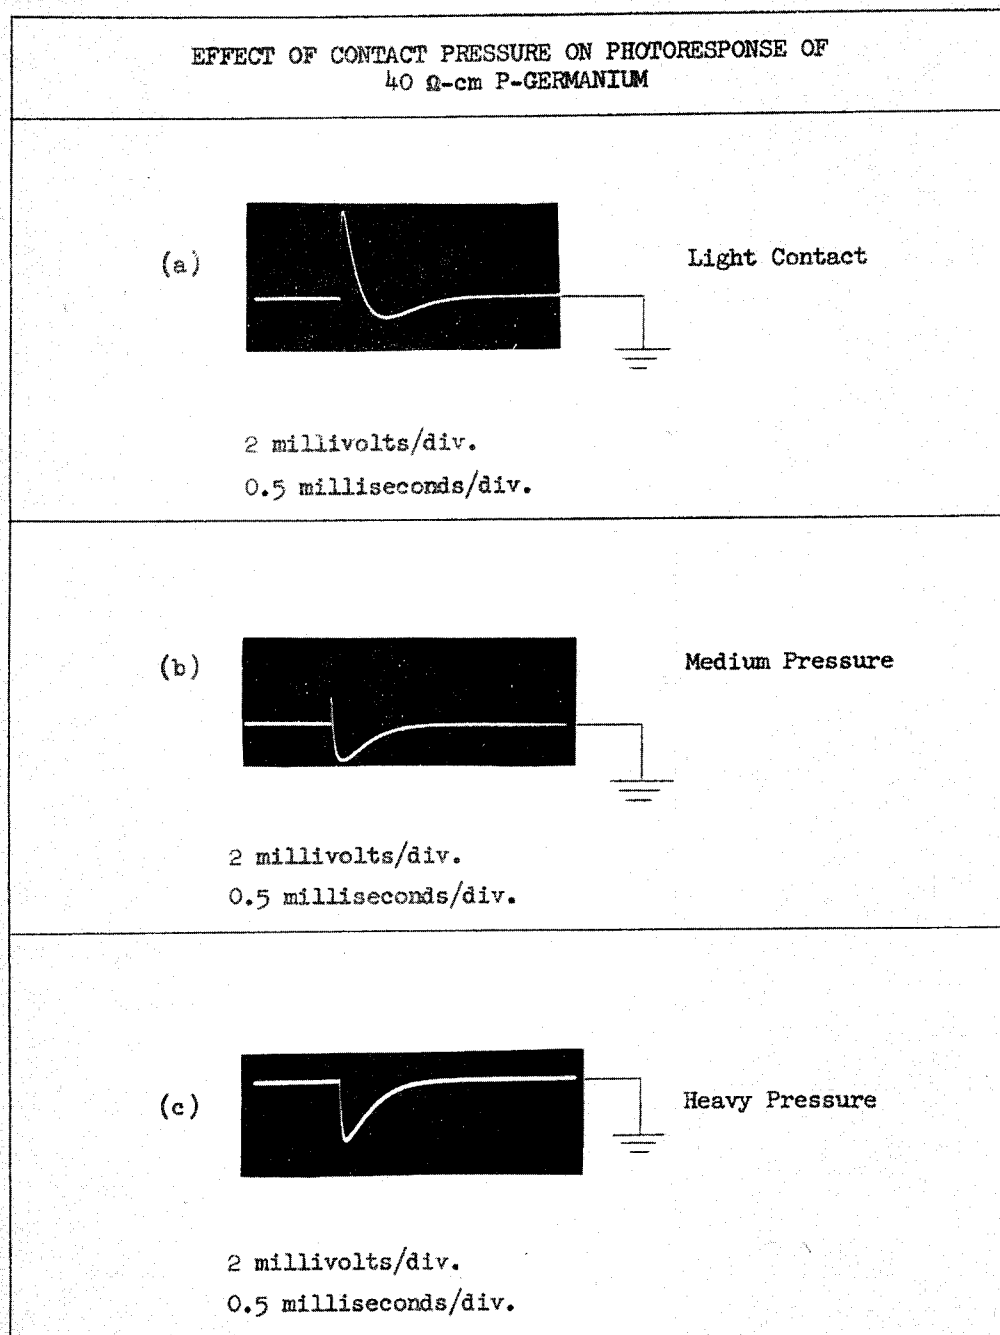 EFFECT OF CONTACT PRESSURE ON PHOTORESPONSE OF
40 Ω-cm P-GERMANIUM
(a)
Light Contact
2 millivolts/div.
0.5 milliseconds/div.
(b)
Medium Pressure
2 millivolts/div.
0.5 milliseconds/div.
(c)
Heavy Pressure
2 millivolts/div.
0.5 milliseconds/div.